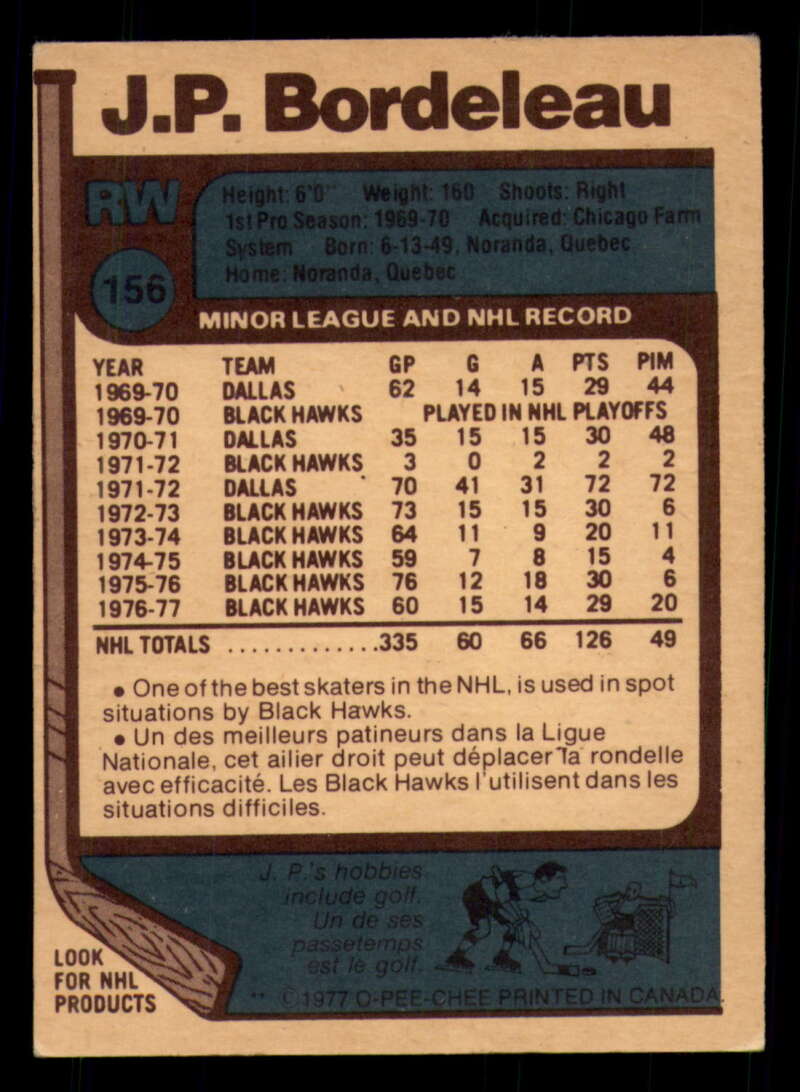 J.P. Bordeleau
RW
Height: 6'0" Weight: 160 Shoots: Right
1st Pro Season: 1969-70 Acquired: Chicago Farm
System Born: 6-13-49, Noranda, Quebec
Home: Noranda, Quebec
156
MINOR LEAGUE AND NHL RECORD
YEAR TEAM GP G A PTS PIM
1969-70 DALLAS 62 14 15 29 44
1969-70 BLACK HAWKS PLAYED IN NHL PLAYOFFS
1970-71 DALLAS 35 15 15 30 48
1971-72 BLACK HAWKS 3 0 2 2 2
1971-72 DALLAS 70 41 31 72 72
1972-73 BLACK HAWKS 73 15 15 30 6
1973-74 BLACK HAWKS 64 11 9 20 11
1974-75 BLACK HAWKS 59 7 8 15 4
1975-76 BLACK HAWKS 76 12 18 30 6
1976-77 BLACK HAWKS 60 15 14 29 20
NHL TOTALS .............335 60 66 126 49
• One of the best skaters in the NHL, is used in spot
situations by Black Hawks.
• Un des meilleurs patineurs dans la Ligue
Nationale, cet ailier droit peut déplacer la rondelle
avec efficacité. Les Black Hawks l'utilisent dans les
situations difficiles.
J. P.'s hobbies
include golf.
Un de ses
passetemps
est le golf.
LOOK
FOR NHL
PRODUCTS
** ©1977 O-PEE-CHEE PRINTED IN CANADA.